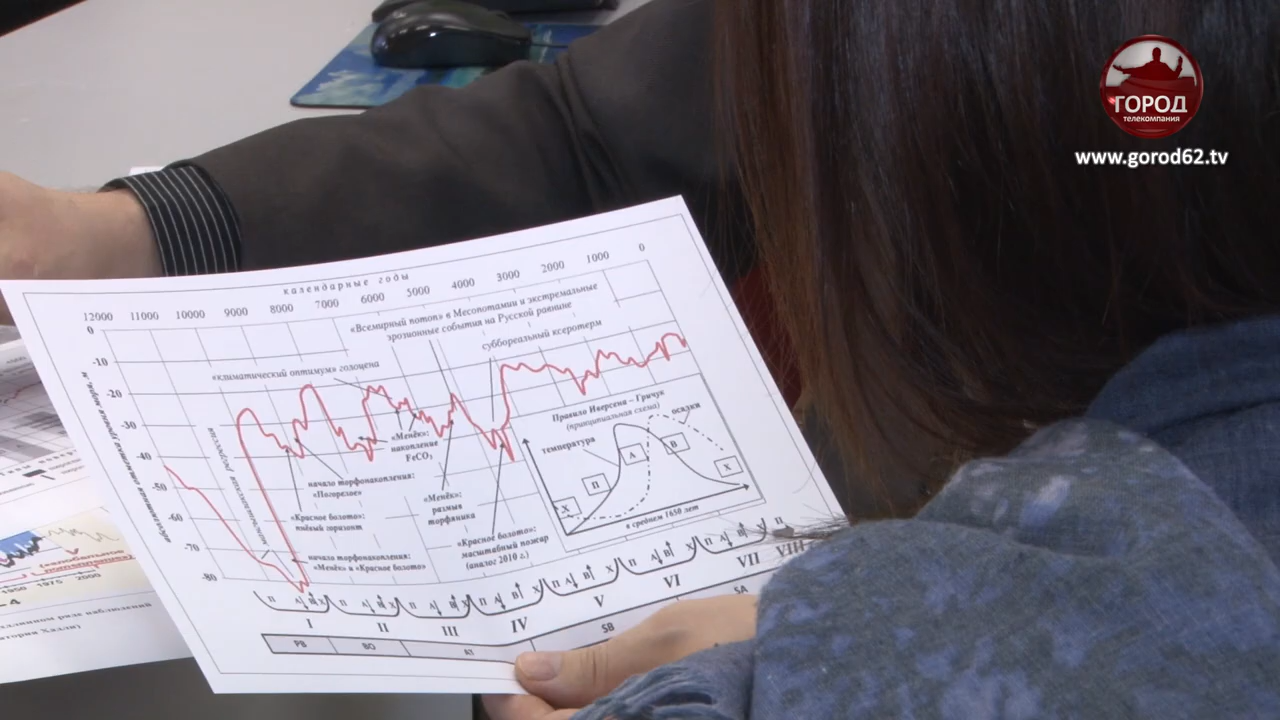 ГОРОД
телекомпания
www.gorod62.tv
календарные годы
12000 11000 10000 9000 8000 7000 6000 5000 4000 3000 2000 1000 0
0
-10
-20
-30
-40
-50
-60
-70
-80
«Всемирный потоп» в Месопотамии и экстремальные
эрозионные события на Русской равнине
суббореальный ксеротерм
«климатический оптимум» голоцена
Правило Иверсена – Гричук
(принципиальная схема)
осадки
температура
Х
П
А
В
Х
в среднем 1650 лет
«Менёк»:
накопление
FeCO3
начало торфонакопления:
«Погорелое»
«Красное болото»:
пнёвый горизонт
«Менёк»:
размыв
торфяника
«Красное болото»:
масштабный пожар
(аналог 2010 г.)
начало торфонакопления:
«Менёк» и «Красное болото»
П А В Х П А В Х П А В Х П А В Х П А В Х П А В Х П А В Х П
I II III IV V VI VII VIII
PB BO SB SA
1950 1975 2000